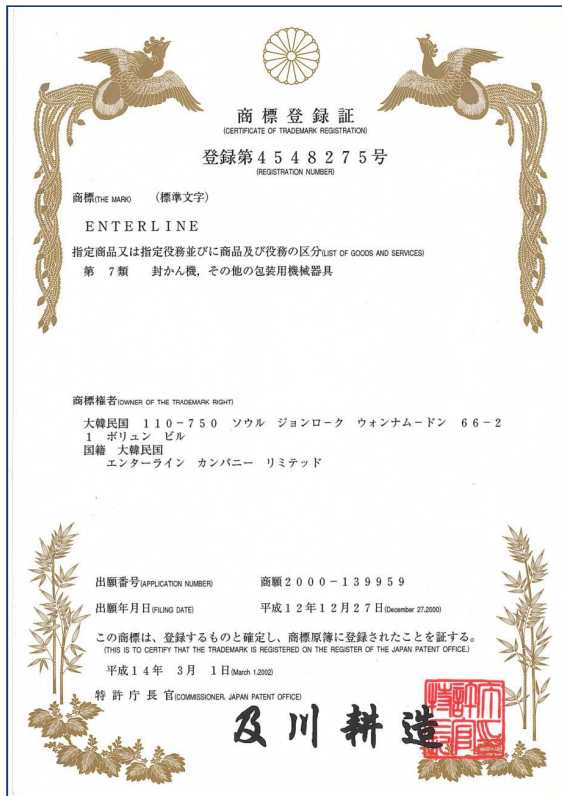 商標登録証
(CERTIFICATE OF TRADEMARK REGISTRATION)
登録第4548275号
(REGISTRATION NUMBER)
商標(THE MARK) (標準文字)
ENTERLINE
指定商品又は指定役務並びに商品及び役務の区分(LIST OF GOODS AND SERVICES)
第 7類 封かん機，その他の包装用機械器具
商標権者(OWNER OF THE TRADEMARK RIGHT)
大韓民国 110-750 ソウル ジョンローク ウォンナムードン 66-2
1 ボリュン ビル
国籍 大韓民国
エンターライン カンパニー リミテッド
出願番号(APPLICATION NUMBER) 商願2000-139959
出願年月日(FILING DATE) 平成12年12月27日(December 27,2000)
この商標は、登録するものと確定し、商標原簿に登録されたことを証する。
(THIS IS TO CERTIFY THAT THE TRADEMARK IS REGISTERED ON THE REGISTER OF THE JAPAN PATENT OFFICE.)
平成14年 3月 1日(March 1,2002)
特許庁長官(COMMISSIONER, JAPAN PATENT OFFICE)
及川耕造